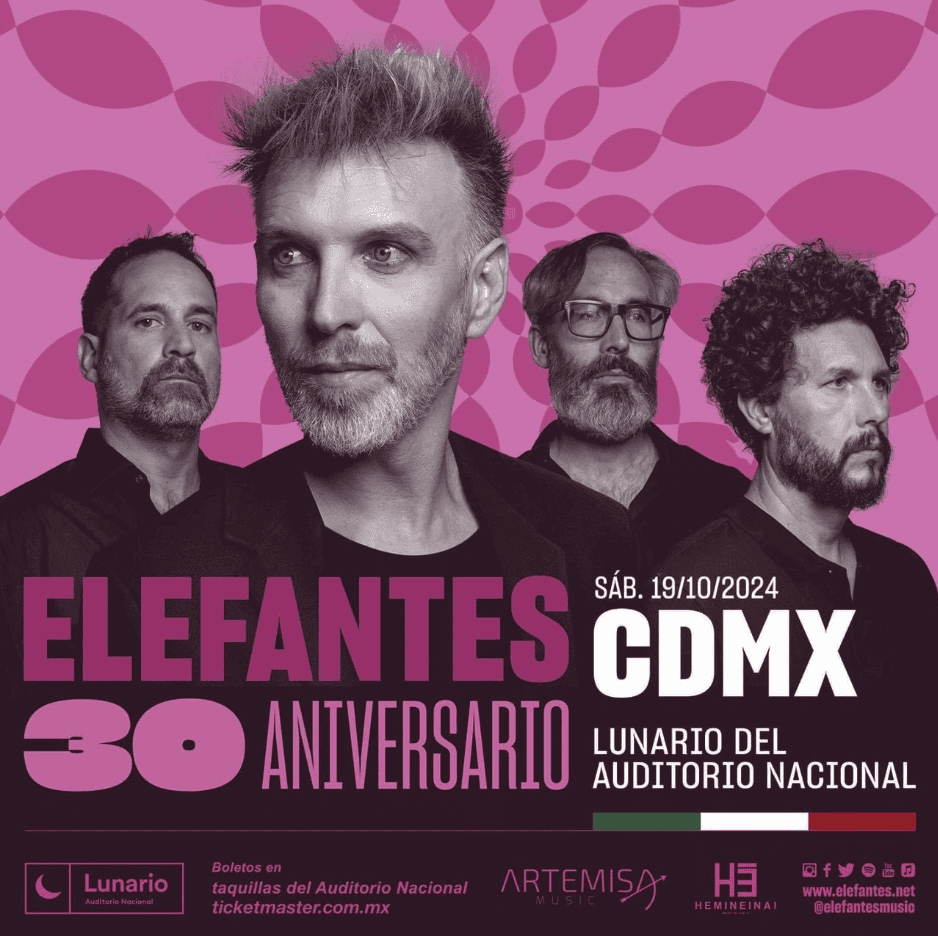 ELEFANTES
30 ANIVERSARIO
SÁB. 19/10/2024
CDMX
LUNARIO DEL
AUDITORIO NACIONAL
Lunario
Auditorio Nacional
Boletos en
taquillas del Auditorio Nacional
ticketmaster.com.mx
ARTEMISA
MUSIC
HEMINEINAI
www.elefantes.net
@elefantesmusic